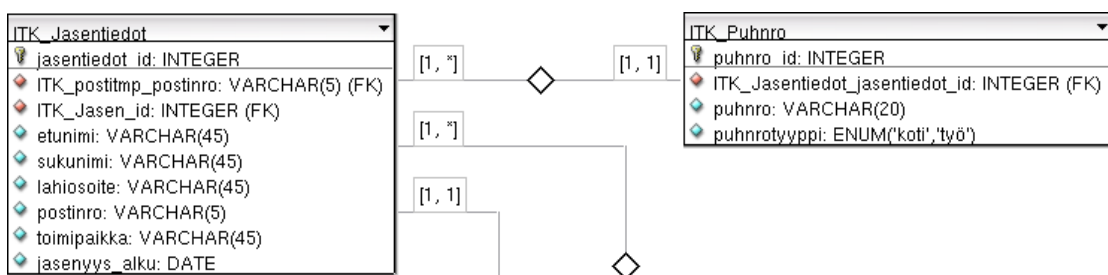 ITK_Jasentiedot
jasentiedot_id: INTEGER
ITK_postitmp_postinro: VARCHAR(5) (FK)
ITK_Jasen_id: INTEGER (FK)
etunimi: VARCHAR(45)
sukunimi: VARCHAR(45)
lahiosoite: VARCHAR(45)
postinro: VARCHAR(5)
toimipaikka: VARCHAR(45)
jasenyys_alku: DATE
[1, *]
[1, 1]
[1, *]
[1, 1]
ITK_Puhnro
puhnro_id: INTEGER
ITK_Jasentiedot_jasentiedot_id: INTEGER (FK)
puhnro: VARCHAR(20)
puhnrotyyppi: ENUM('koti','työ')